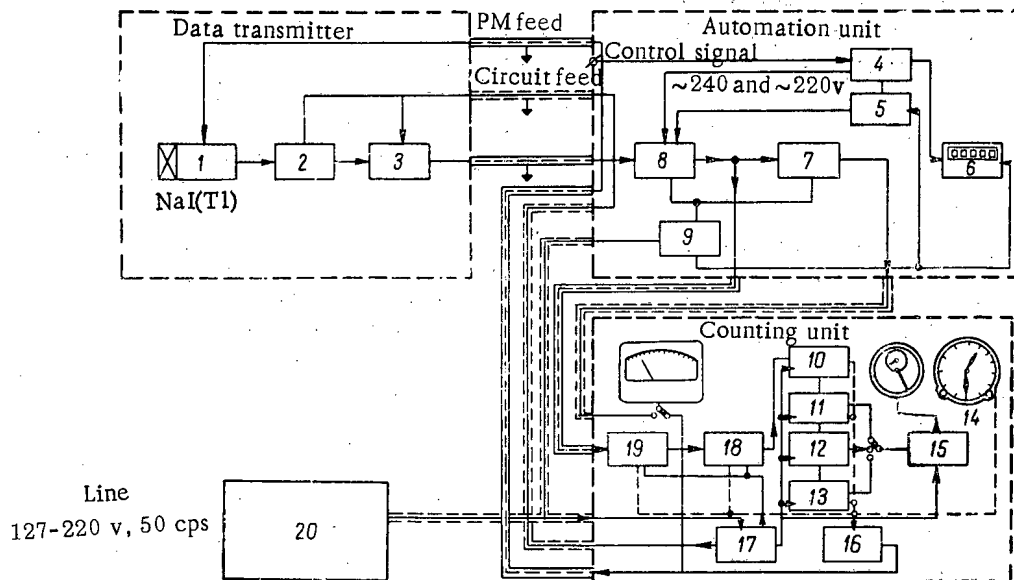 Data transmitter
PM feed
Automation unit
Control signal
Circuit feed
~240 and ~220v
4
5
6
1
2
3
8
7
NaI(Tl)
9
Counting unit
10
11
12
13
14
15
19
18
17
16
Line
127-220 v, 50 cps
20